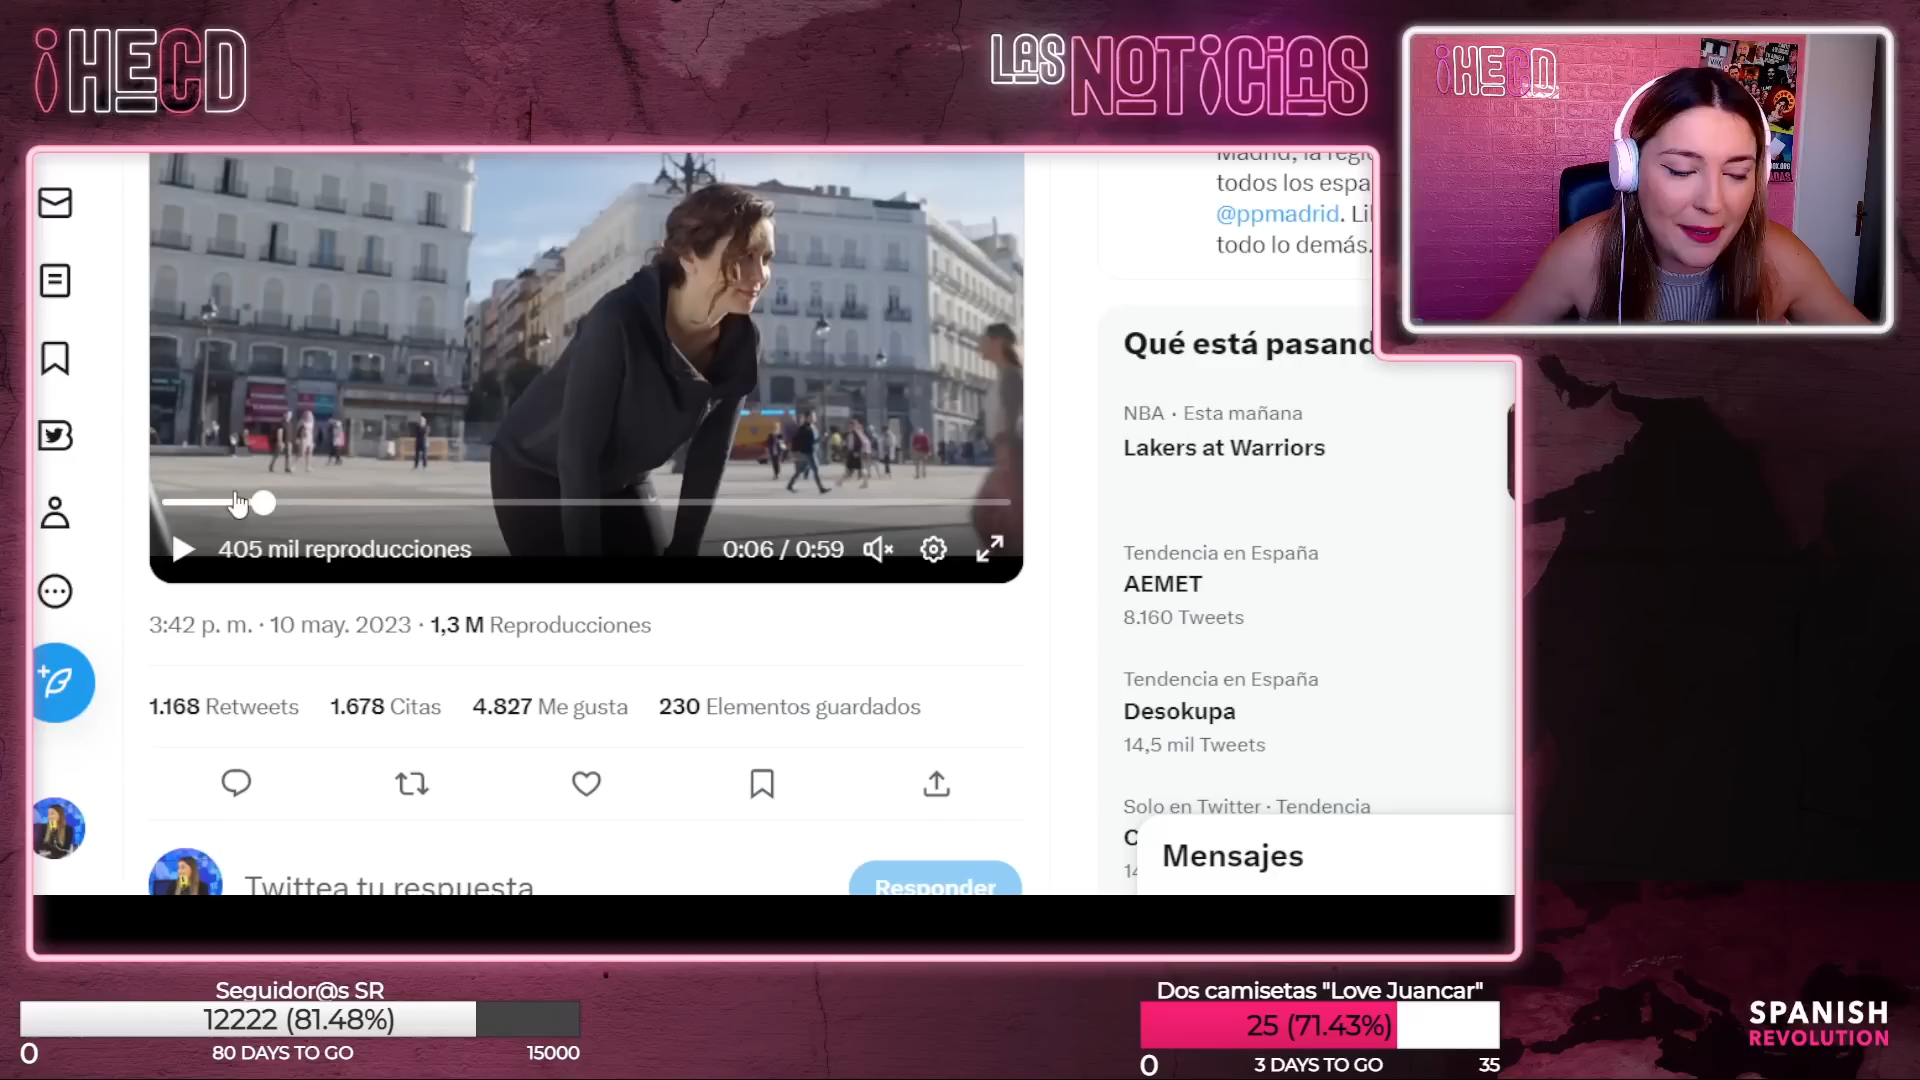 ¡HECD
LAS NOTICIAS
¡HECD
Madrid, la regi
todos los espa
@ppmadrid. Li
todo lo demás.
Qué está pasand
NBA · Esta mañana
Lakers at Warriors
Tendencia en España
AEMET
8.160 Tweets
Tendencia en España
Desokupa
14,5 mil Tweets
Solo en Twitter · Tendencia
Mensajes
405 mil reproducciones
0:06 / 0:59
3:42 p. m. · 10 may. 2023 · 1,3 M Reproducciones
1.168 Retweets 1.678 Citas 4.827 Me gusta 230 Elementos guardados
Twittea tu respuesta
Responder
Seguidor@s SR
12222 (81.48%)
0 80 DAYS TO GO 15000
Dos camisetas "Love Juancar"
25 (71.43%)
0 3 DAYS TO GO 35
SPANISH
REVOLUTION